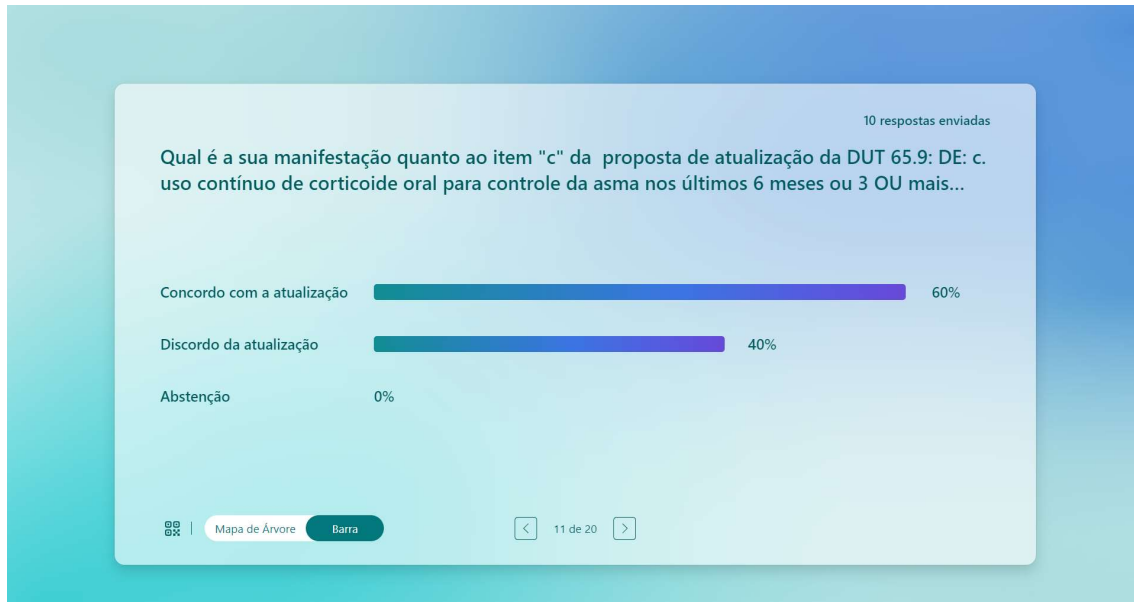 10 respostas enviadas
Qual é a sua manifestação quanto ao item "c" da  proposta de atualização da DUT 65.9: DE: c.
uso contínuo de corticoide oral para controle da asma nos últimos 6 meses ou 3 OU mais...
Concordo com a atualização 60%
Discordo da atualização 40%
Abstenção 0%
Mapa de Árvore Barra 11 de 20